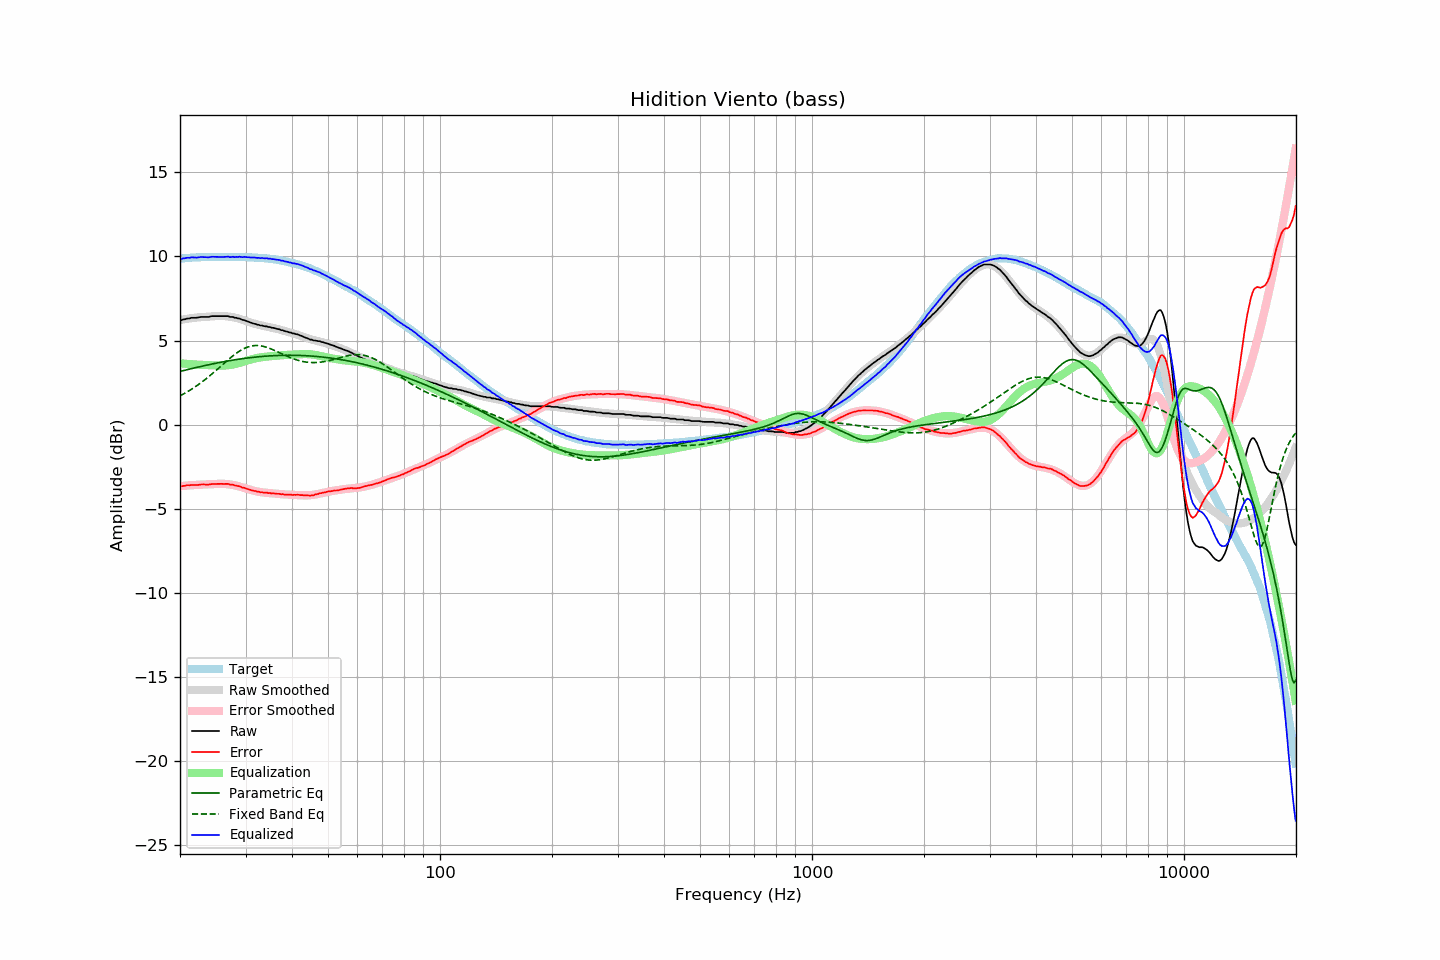 Hidition Viento (bass)
Amplitude (dBr)
15
10
5
0
−5
−10
−15
−20
−25
Target
Raw Smoothed
Error Smoothed
Raw
Error
Equalization
Parametric Eq
Fixed Band Eq
Equalized
100
1000
10000
Frequency (Hz)